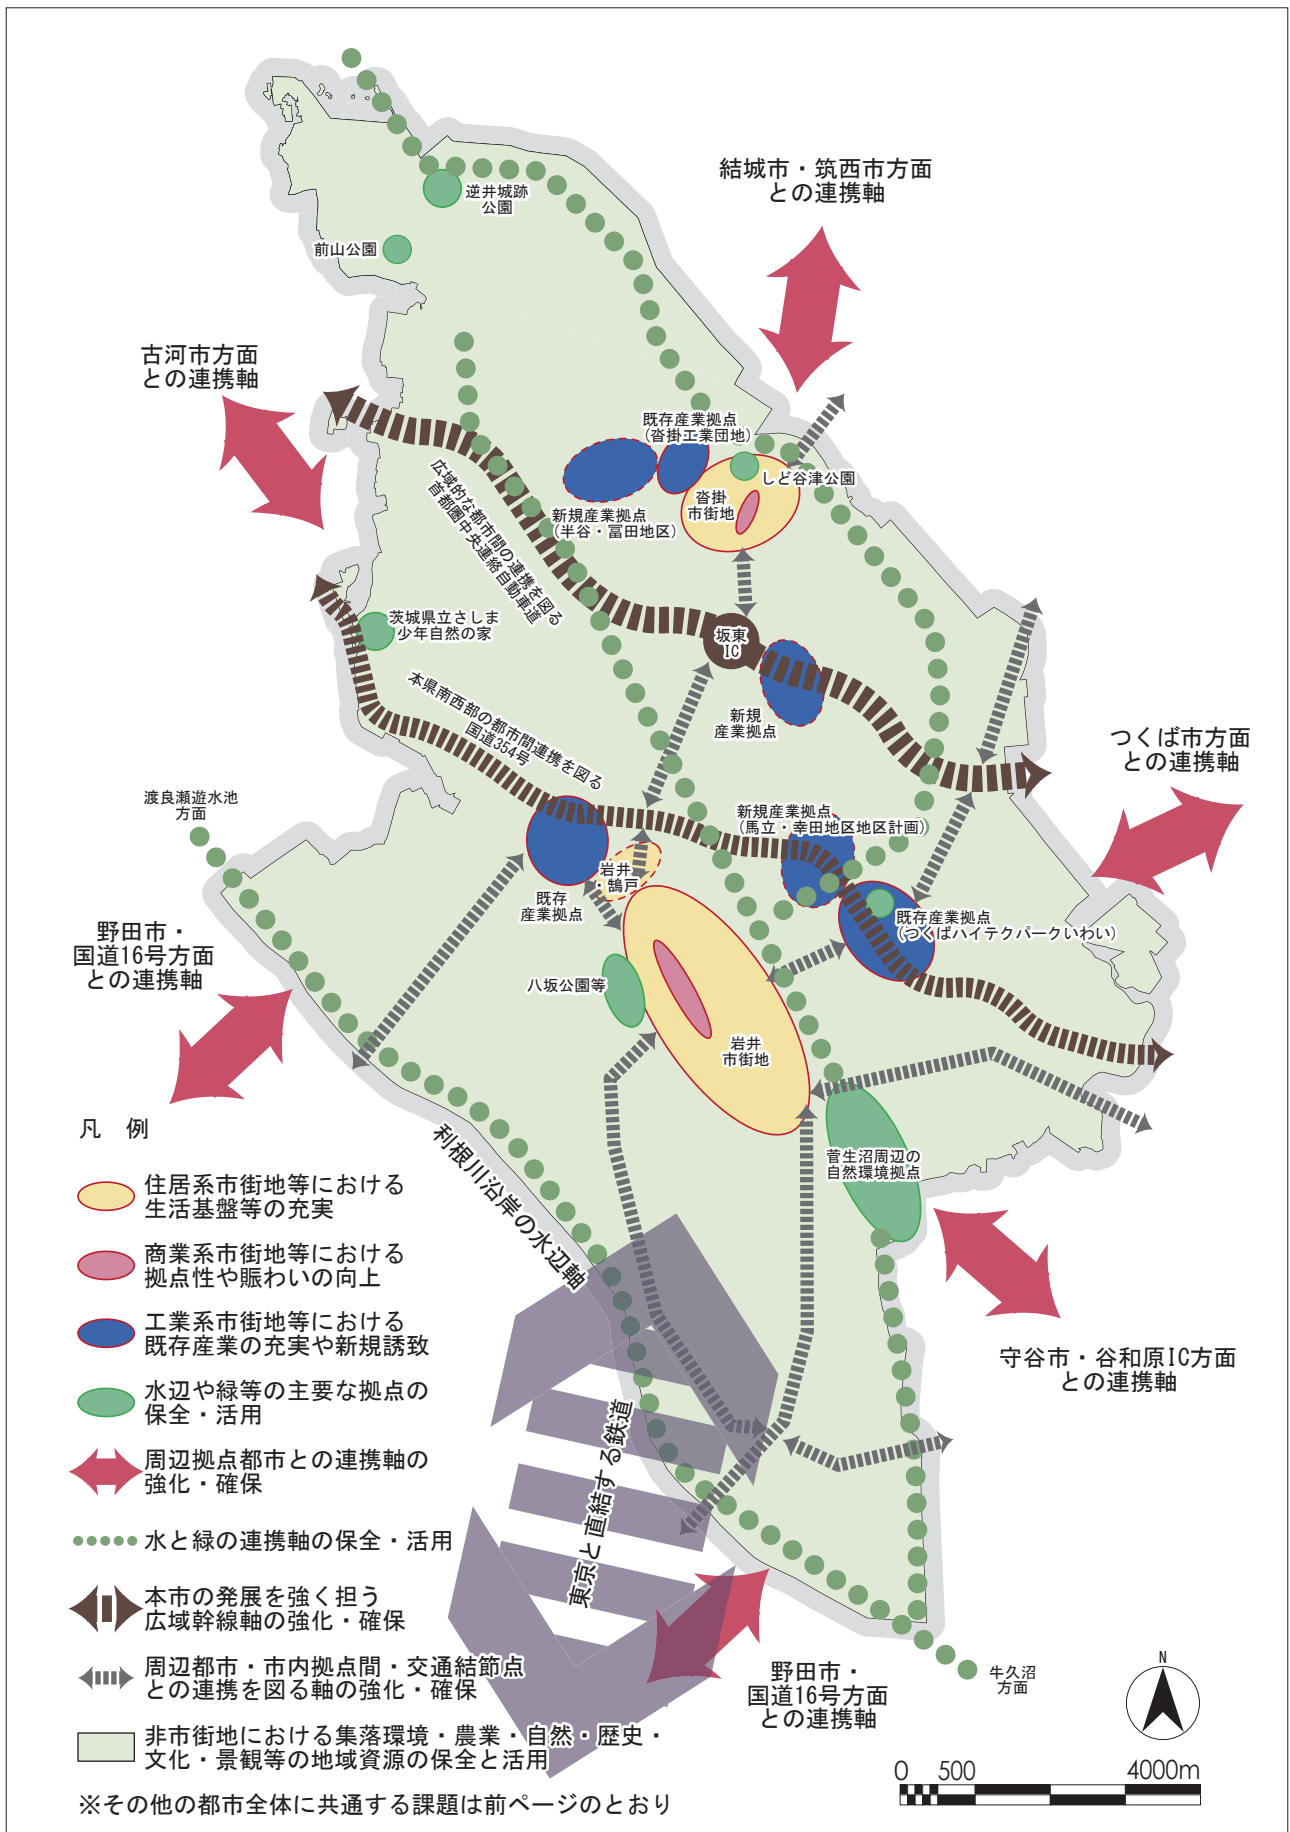 結城市・筑西市方面
との連携軸
逆井城跡
公園
前山公園
古河市方面
との連携軸
既存産業拠点
(沓掛工業団地)
しど谷津公園
沓掛
市街地
新規産業拠点
(半谷・冨田地区)
広域的な都市間の連携を図る
首都圏中央連絡自動車道
茨城県立さしま
少年自然の家
坂東
IC
新規
産業拠点
本県南西部の都市間連携を図る
国道354号
つくば市方面
との連携軸
渡良瀬遊水池
方面
新規産業拠点
(馬立・幸田地区地区計画)
岩井
・鵠戸
既存
産業拠点
既存産業拠点
(つくばハイテクパークいわい)
野田市・
国道16号方面
との連携軸
八坂公園等
岩井
市街地
菅生沼周辺の
自然環境拠点
利根川沿岸の水辺軸
守谷市・谷和原IC方面
との連携軸
東京と直結する鉄道
野田市・
国道16号方面
との連携軸
牛久沼
方面
凡 例
住居系市街地等における
生活基盤等の充実
商業系市街地等における
拠点性や賑わいの向上
工業系市街地等における
既存産業の充実や新規誘致
水辺や緑等の主要な拠点の
保全・活用
周辺拠点都市との連携軸の
強化・確保
水と緑の連携軸の保全・活用
本市の発展を強く担う
広域幹線軸の強化・確保
周辺都市・市内拠点間・交通結節点
との連携を図る軸の強化・確保
非市街地における集落環境・農業・自然・歴史・
文化・景観等の地域資源の保全と活用
※その他の都市全体に共通する課題は前ページのとおり
N
0 500 4000m